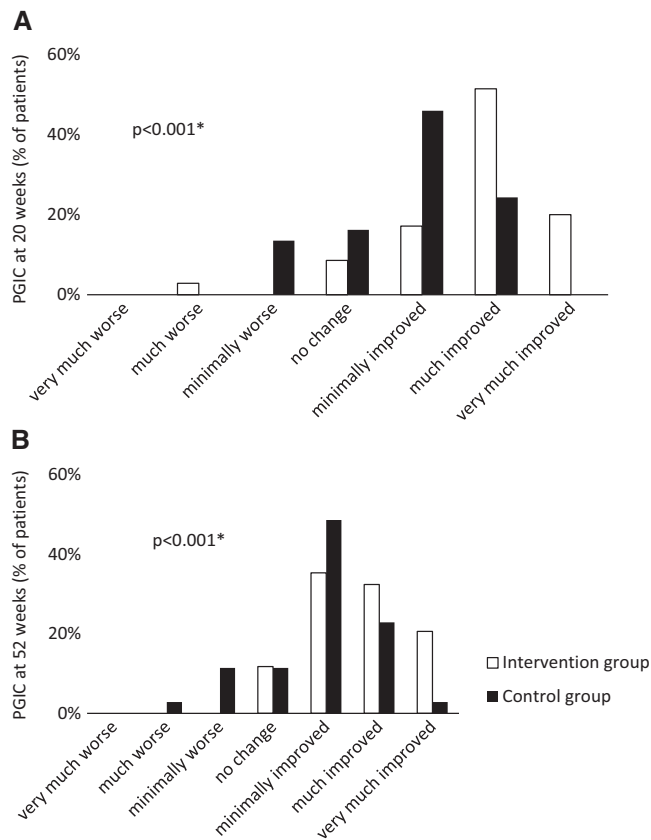 A
PGIC at 20 weeks (% of patients)
60%
40%
20%
0%
p<0.001*
very much worse
much worse
minimally worse
no change
minimally improved
much improved
very much improved
B
PGIC at 52 weeks (% of patients)
60%
40%
20%
0%
p<0.001*
very much worse
much worse
minimally worse
no change
minimally improved
much improved
very much improved
Intervention group
Control group